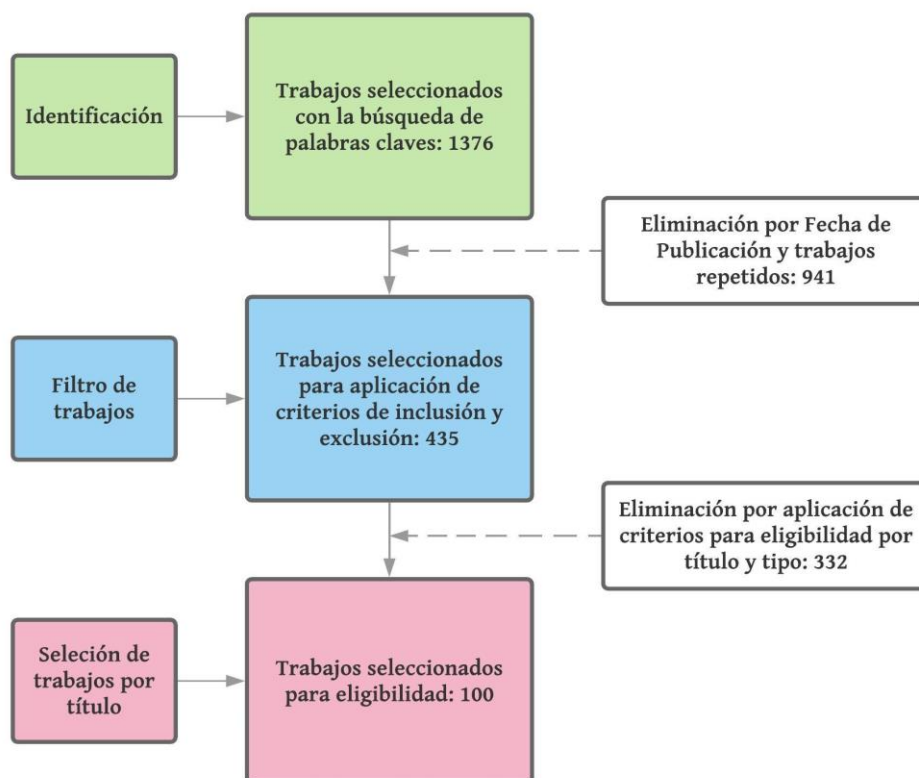 Identificación
Trabajos seleccionados
con la búsqueda de
palabras claves: 1376
Eliminación por Fecha de
Publicación y trabajos
repetidos: 941
Filtro de
trabajos
Trabajos seleccionados
para aplicación de
criterios de inclusión y
exclusión: 435
Eliminación por aplicación de
criterios para eligibilidad por
título y tipo: 332
Seleción de
trabajos por
título
Trabajos seleccionados
para eligibilidad: 100